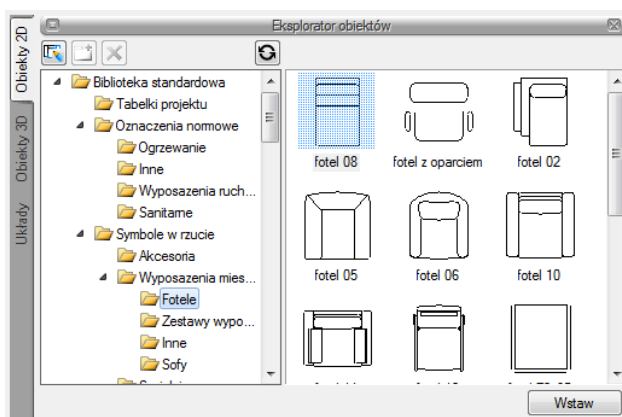 Eksplorator obiektów
Obiekty 2D
Obiekty 3D
Układy
Biblioteka standardowa
Tabelki projektu
Oznaczenia normowe
Ogrzewanie
Inne
Wyposazenia ruch...
Sanitarne
Symbole w rzucie
Akcesoria
Wyposażenia mies...
Fotele
Zestawy wypo...
Inne
Sofy
fotel 08
fotel z oparciem
fotel 02
fotel 05
fotel 06
fotel 10
Wstaw